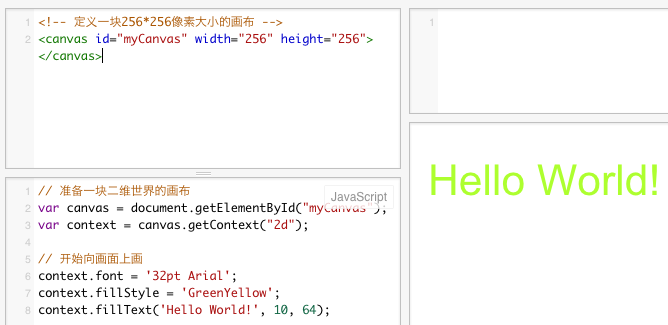 1 <!-- 定义一块256*256像素大小的画布 -->
2 <canvas id="myCanvas" width="256" height="256">
</canvas>
1
1 // 准备一块二维世界的画布
JavaScript
2 var canvas = document.getElementById("myCanvas");
3 var context = canvas.getContext("2d");
4
5 // 开始向画面上画
6 context.font = '32pt Arial';
7 context.fillStyle = 'GreenYellow';
8 context.fillText('Hello World!', 10, 64);
Hello World!